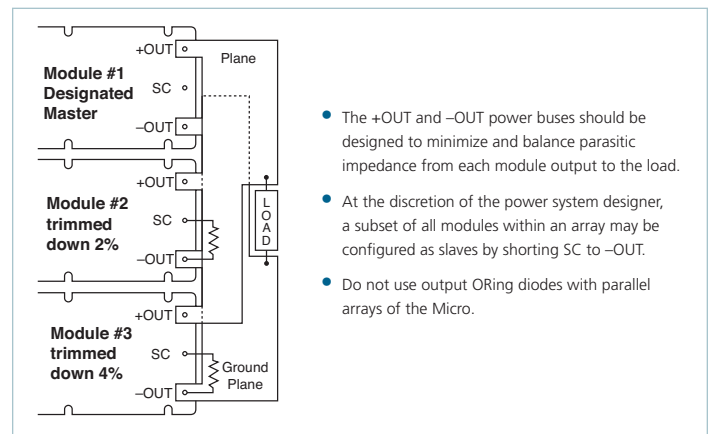 +OUT
Plane
Module #1
Designated
Master
SC
–OUT
+OUT
Module #2
trimmed
down 2%
SC
–OUT
LOAD
+OUT
Module #3
trimmed
down 4%
SC
Ground
Plane
–OUT
• The +OUT and –OUT power buses should be
designed to minimize and balance parasitic
impedance from each module output to the load.
• At the discretion of the power system designer,
a subset of all modules within an array may be
configured as slaves by shorting SC to –OUT.
• Do not use output ORing diodes with parallel
arrays of the Micro.